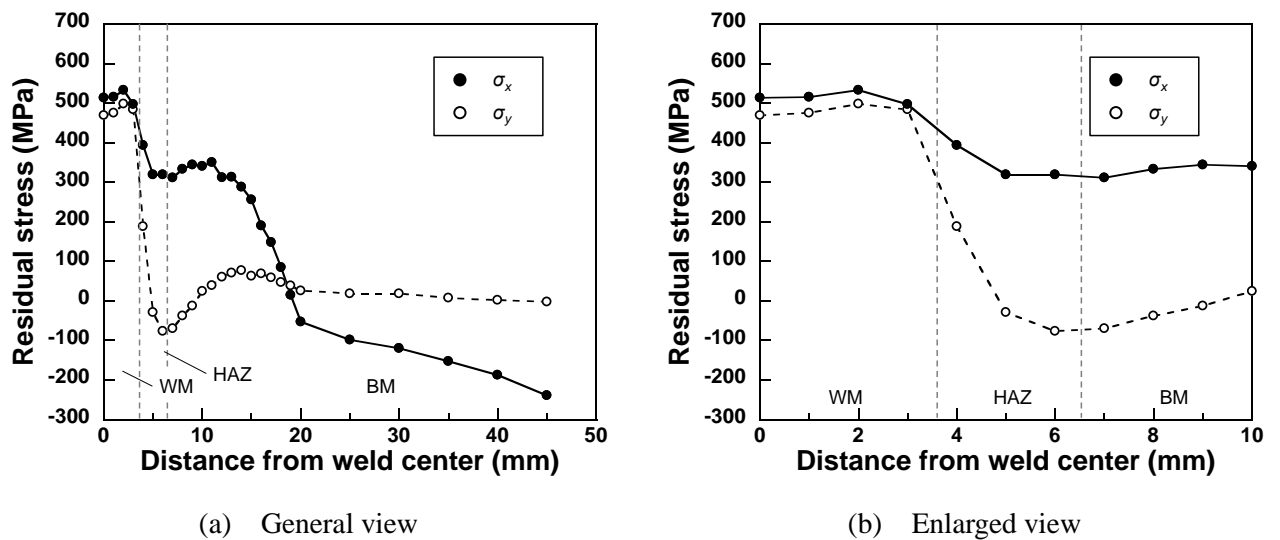 700
600
500
400
300
200
100
0
-100
-200
-300
Residual stress (MPa)
σx
σy
WM
HAZ
BM
0 10 20 30 40 50
Distance from weld center (mm)
(a) General view
700
600
500
400
300
200
100
0
-100
-200
-300
Residual stress (MPa)
σx
σy
WM
HAZ
BM
0 2 4 6 8 10
Distance from weld center (mm)
(b) Enlarged view